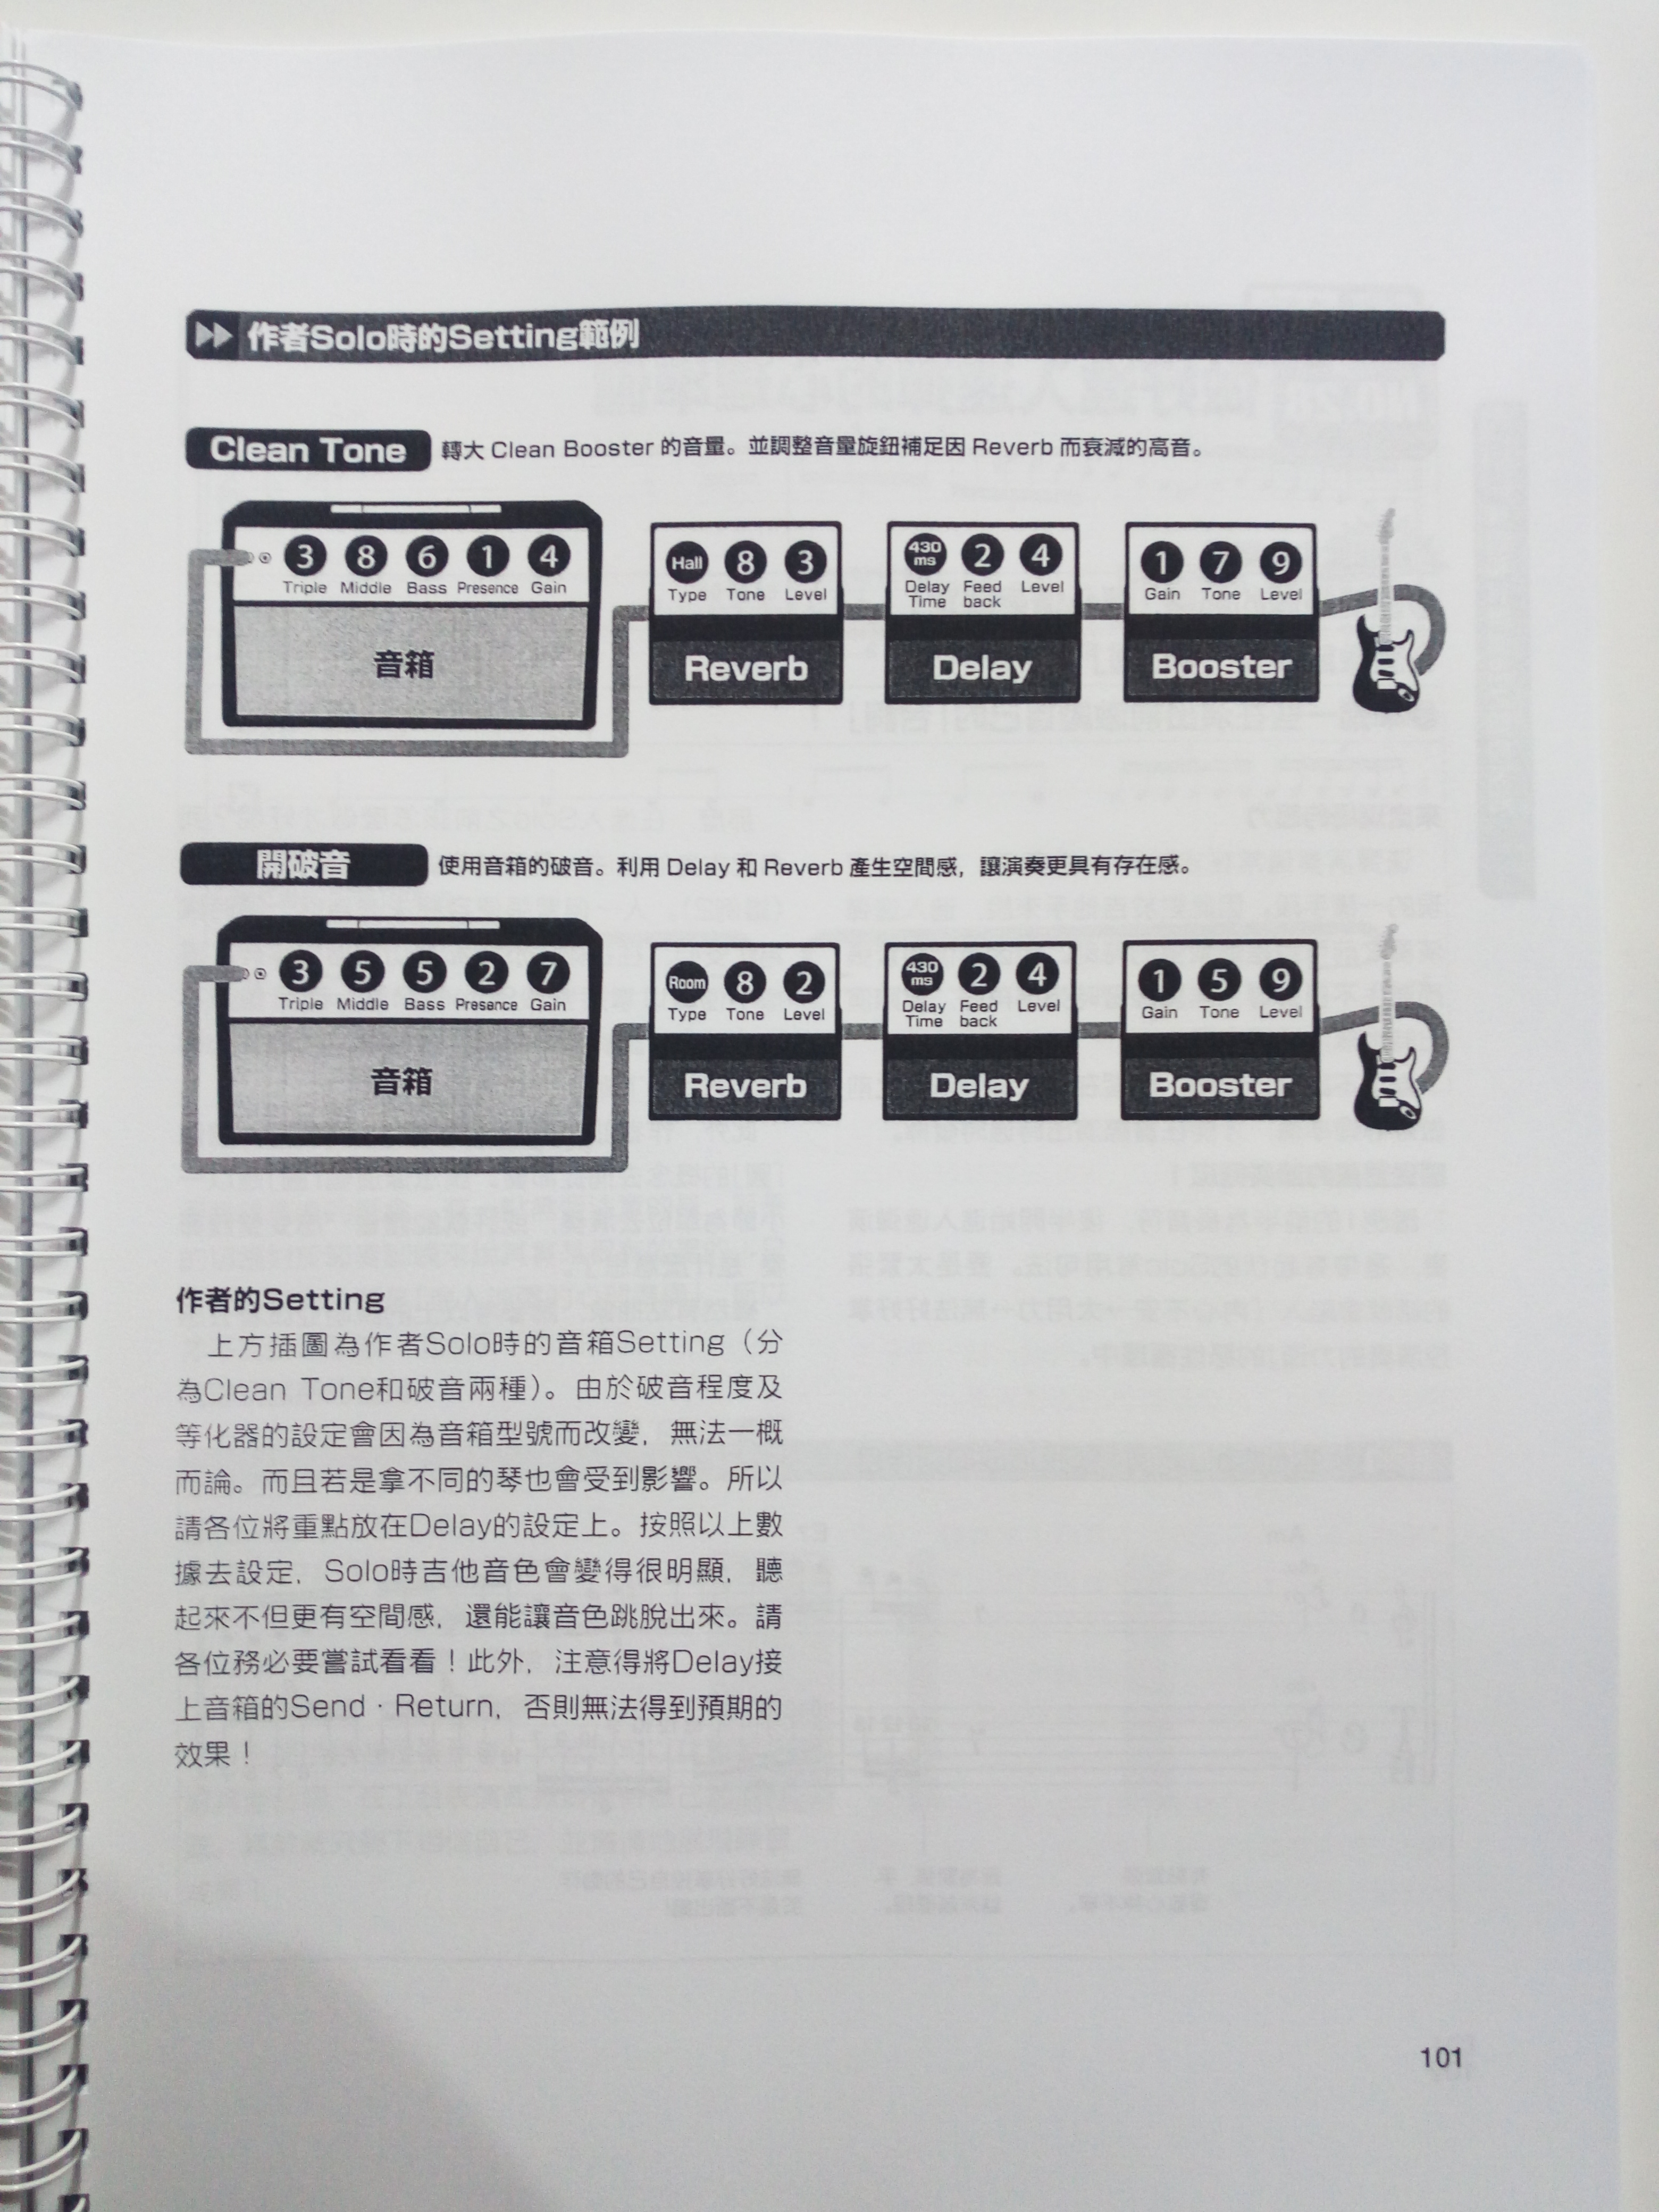 作者Solo時的Setting範例
Clean Tone 轉大 Clean Booster 的音量。並調整音量旋鈕補足因 Reverb 而衰減的高音。
3 8 6 1 4
Triple Middle Bass Presence Gain
音箱
Hall 8 3
Type Tone Level
Reverb
430 ms 2 4
Delay Time Feed back Level
Delay
1 7 9
Gain Tone Level
Booster
開破音 使用音箱的破音。利用 Delay 和 Reverb 產生空間感，讓演奏更具有存在感。
3 5 5 2 7
Triple Middle Bass Presence Gain
音箱
Room 8 2
Type Tone Level
Reverb
430 ms 2 4
Delay Time Feed back Level
Delay
1 5 9
Gain Tone Level
Booster
作者的Setting
上方插圖為作者Solo時的音箱Setting（分
為Clean Tone和破音兩種）。由於破音程度及
等化器的設定會因為音箱型號而改變，無法一概
而論。而且若是拿不同的琴也會受到影響。所以
請各位將重點放在Delay的設定上。按照以上數
據去設定，Solo時吉他音色會變得很明顯，聽
起來不但更有空間感，還能讓音色跳脫出來。請
各位務必要嘗試看看！此外，注意得將Delay接
上音箱的Send · Return，否則無法得到預期的
效果！
101